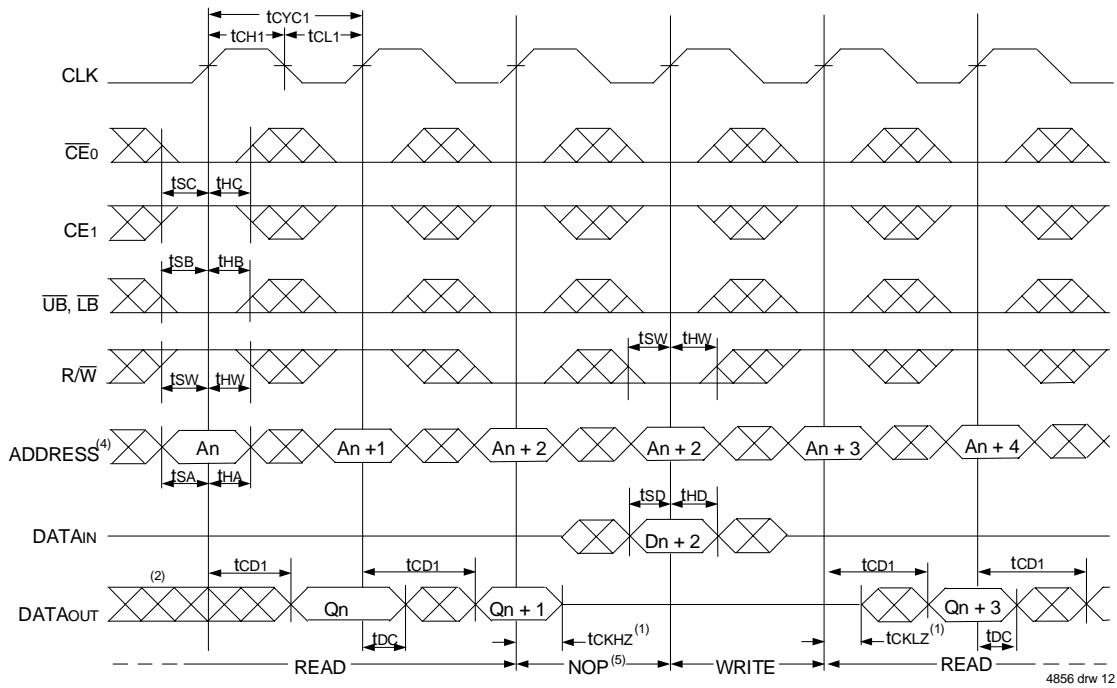 tCYC1
tCH1 tCL1
CLK
CE0
tSC tHC
CE1
tSB tHB
UB, LB
tSW tHW
R/W
tSW tHW
ADDRESS(4) An An +1 An + 2 An + 2 An + 3 An + 4
tSA tHA
tSD tHD
DATAIN Dn + 2
tCD1 tCD1 tCD1 tCD1
(2)
DATAOUT Qn Qn + 1 Qn + 3
tDC tCKHZ(1) tCKLZ(1) tDC
READ NOP(5) WRITE READ
4856 drw 12